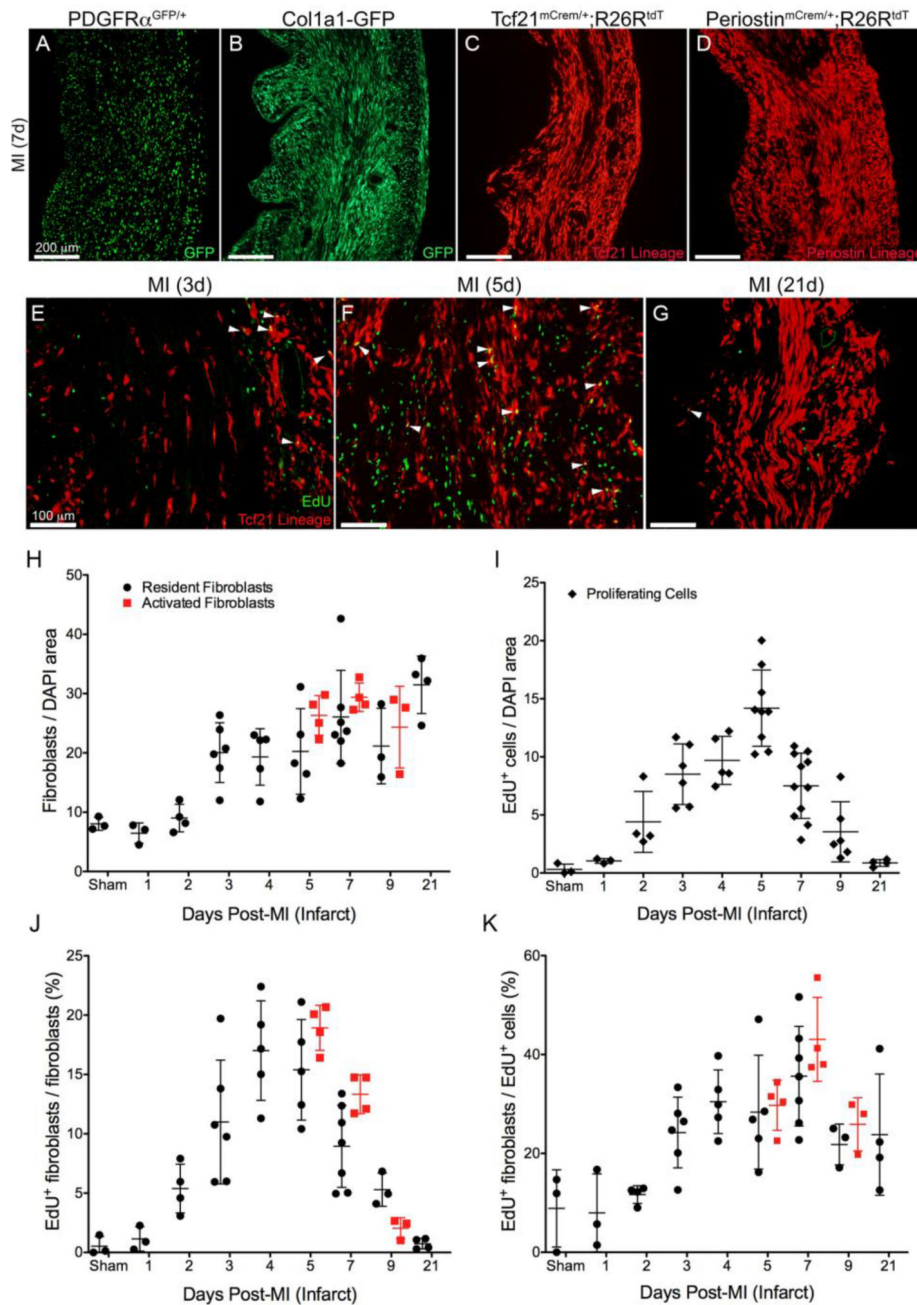 PDGFRα^GFP/+ Col1a1-GFP Tcf21^mCrem/+;R26R^tdT Periostin^mCrem/+;R26R^tdT
A B C D
MI (7d)
200 μm GFP GFP Tcf21 Lineage Periostin Lineage
MI (3d) MI (5d) MI (21d)
E F G
EdU
100 μm Tcf21 Lineage
H
50
40
30
20
10
0
Fibroblasts / DAPI area
Resident Fibroblasts
Activated Fibroblasts
Sham 1 2 3 4 5 7 9 21
Days Post-MI (Infarct)
I
25
20
15
10
5
0
EdU⁺ cells / DAPI area
Proliferating Cells
Sham 1 2 3 4 5 7 9 21
Days Post-MI (Infarct)
J
25
20
15
10
5
0
EdU⁺ fibroblasts / fibroblasts (%)
Sham 1 2 3 4 5 7 9 21
Days Post-MI (Infarct)
K
60
40
20
0
EdU⁺ fibroblasts / EdU⁺ cells (%)
Sham 1 2 3 4 5 7 9 21
Days Post-MI (Infarct)